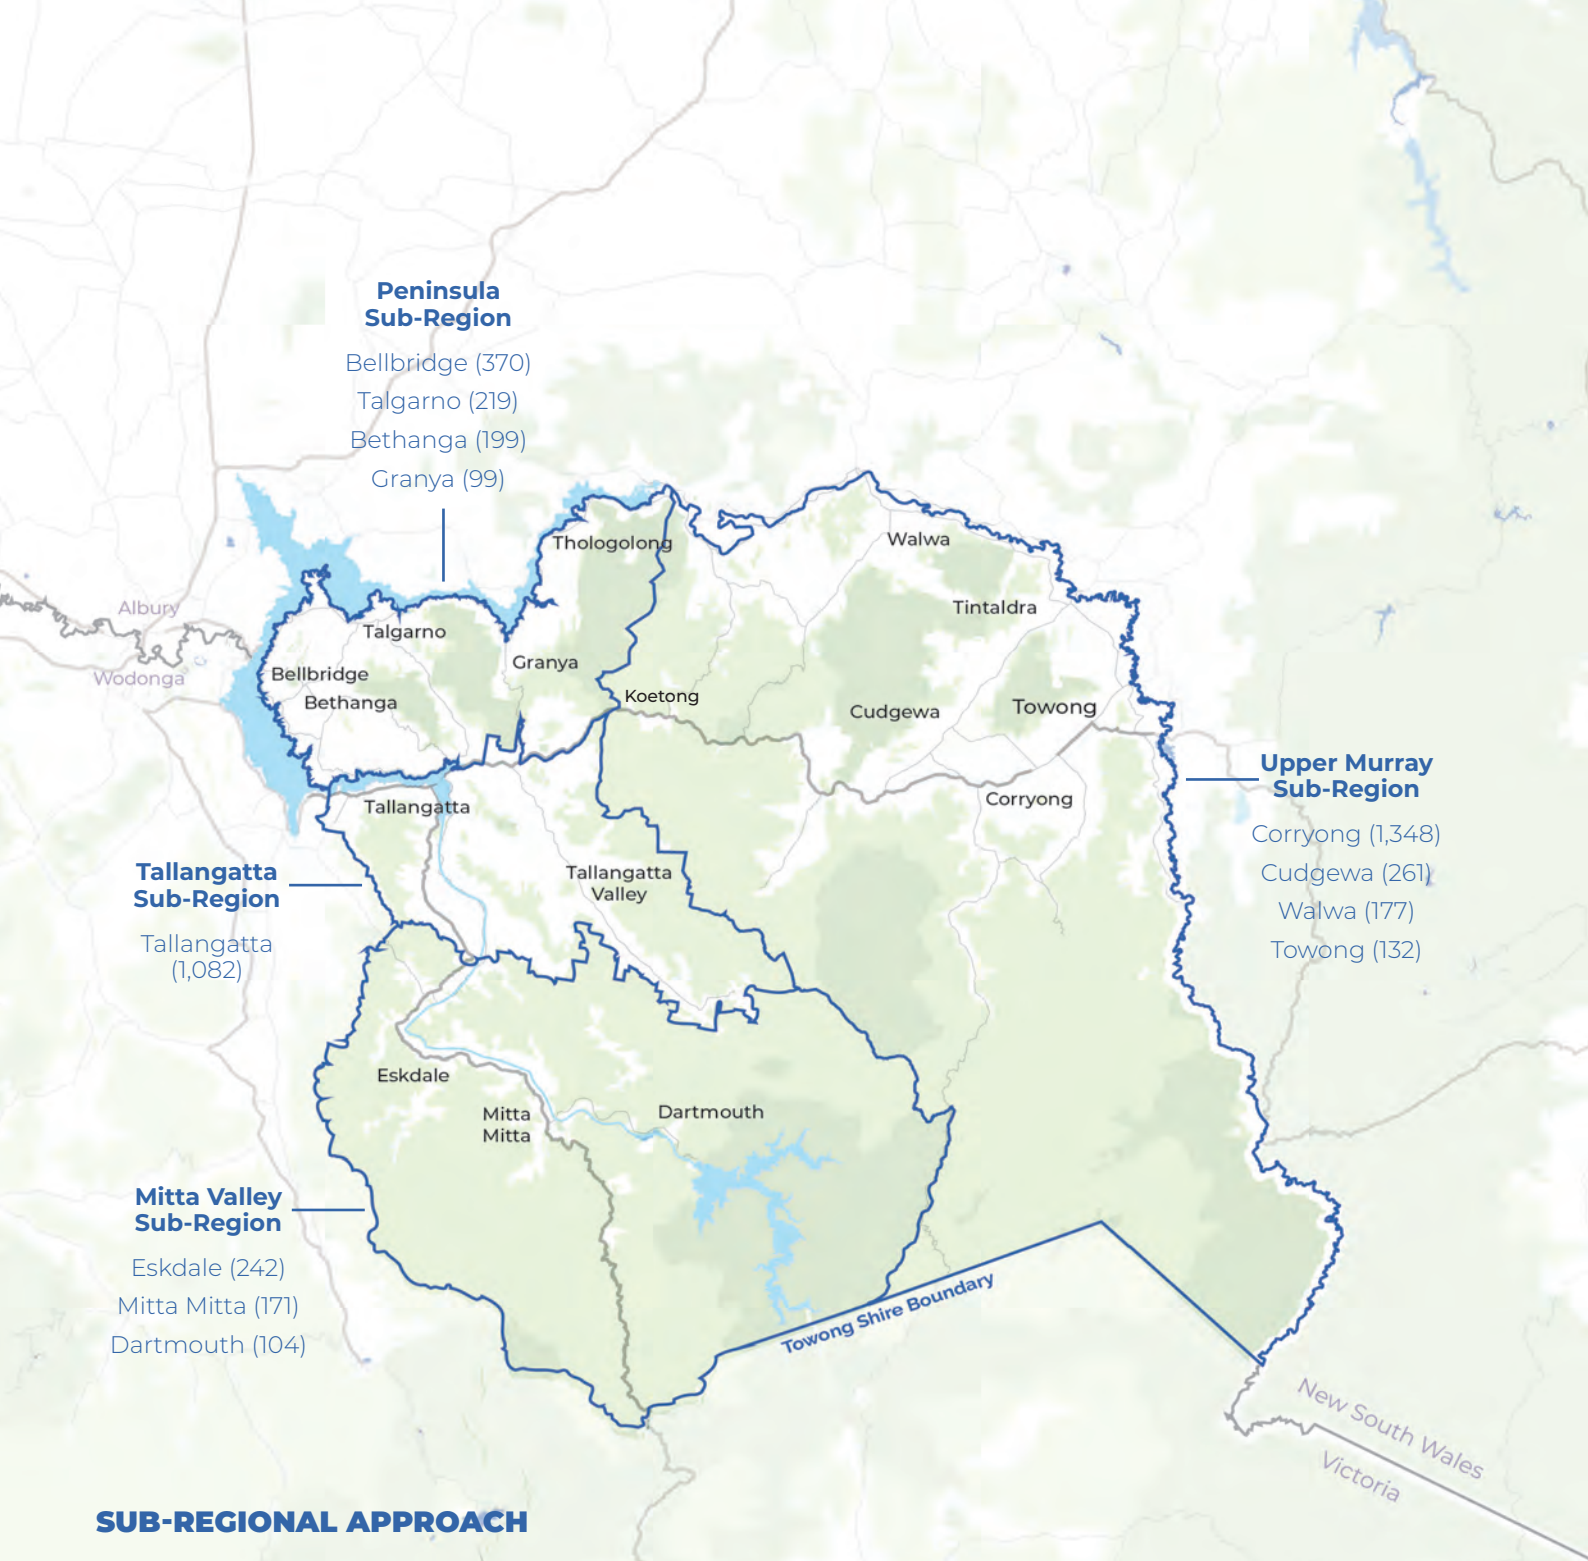 Peninsula
Sub-Region
Bellbridge (370)
Talgarno (219)
Bethanga (199)
Granya (99)
Thologolong
Walwa
Tintaldra
Albury
Talgarno
Wodonga
Bellbridge
Granya
Bethanga
Koetong
Cudgewa
Towong
Upper Murray
Sub-Region
Corryong (1,348)
Cudgewa (261)
Walwa (177)
Towong (132)
Corryong
Tallangatta
Tallangatta
Valley
Tallangatta
Sub-Region
Tallangatta
(1,082)
Eskdale
Mitta
Mitta
Dartmouth
Mitta Valley
Sub-Region
Eskdale (242)
Mitta Mitta (171)
Dartmouth (104)
Towong Shire Boundary
New South Wales
Victoria
SUB-REGIONAL APPROACH